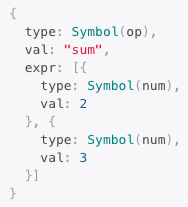 {
  type: Symbol(op),
  val: "sum",
  expr: [{
    type: Symbol(num),
    val: 2
  }, {
    type: Symbol(num),
    val: 3
  }]
}